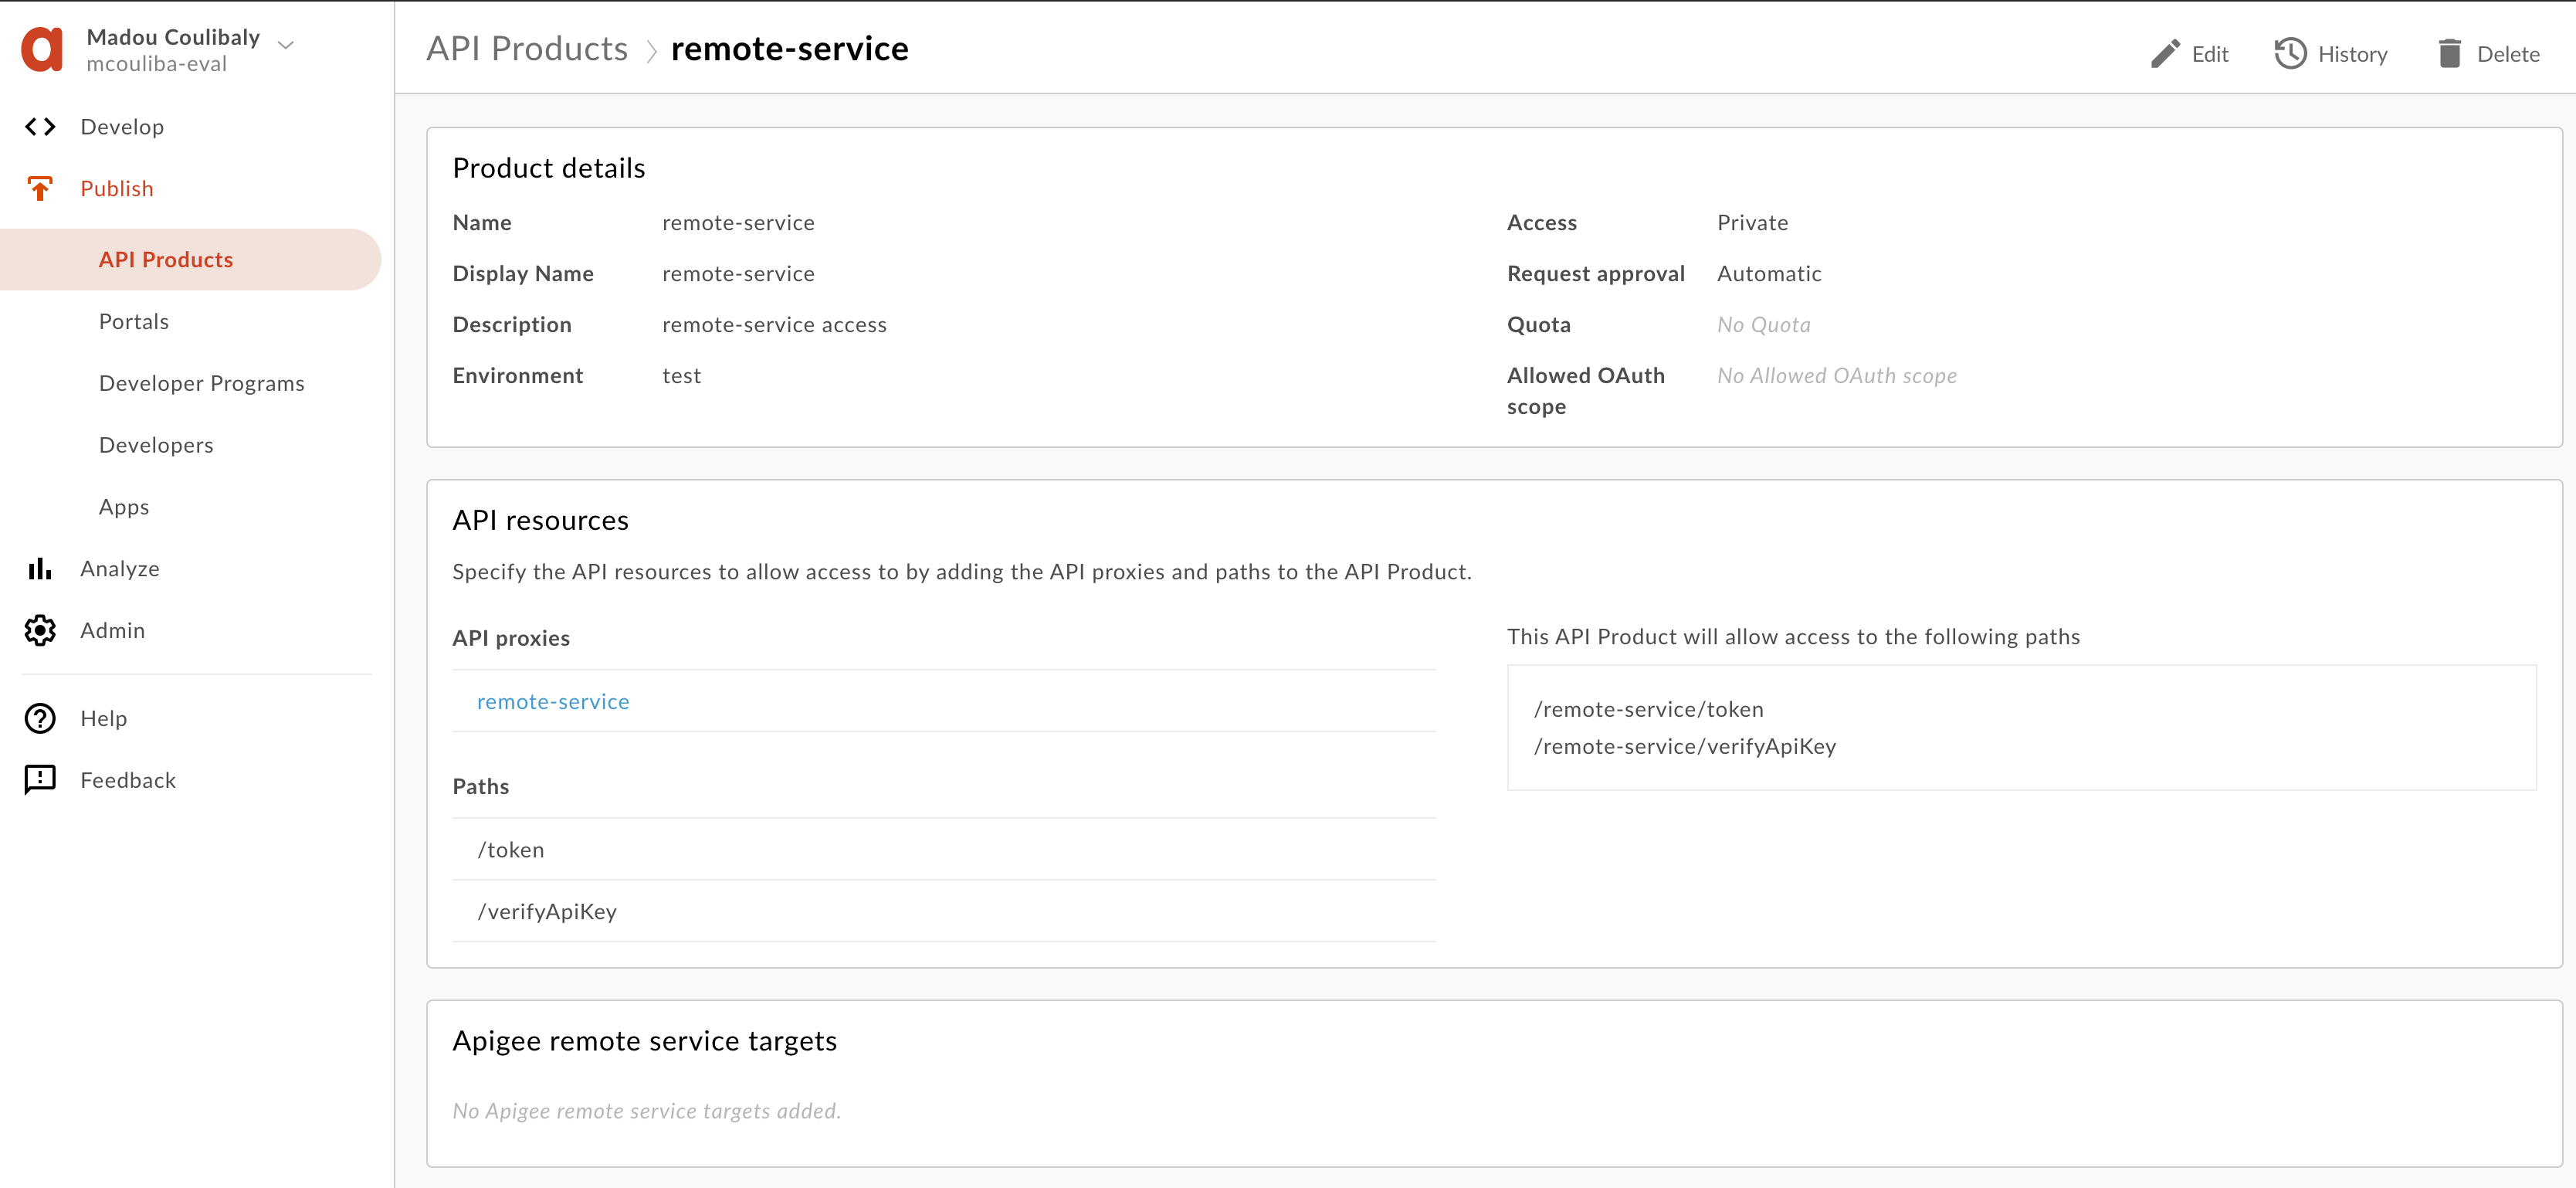 Madou Coulibaly
mcouliba-eval
Develop
Publish
API Products
Portals
Developer Programs
Developers
Apps
Analyze
Admin
Help
Feedback
API Products > remote-service
Edit
History
Delete
Product details
Name remote-service
Display Name remote-service
Description remote-service access
Environment test
Access Private
Request approval Automatic
Quota No Quota
Allowed OAuth No Allowed OAuth scope
scope
API resources
Specify the API resources to allow access to by adding the API proxies and paths to the API Product.
API proxies
remote-service
Paths
/token
/verifyApiKey
This API Product will allow access to the following paths
/remote-service/token
/remote-service/verifyApiKey
Apigee remote service targets
No Apigee remote service targets added.